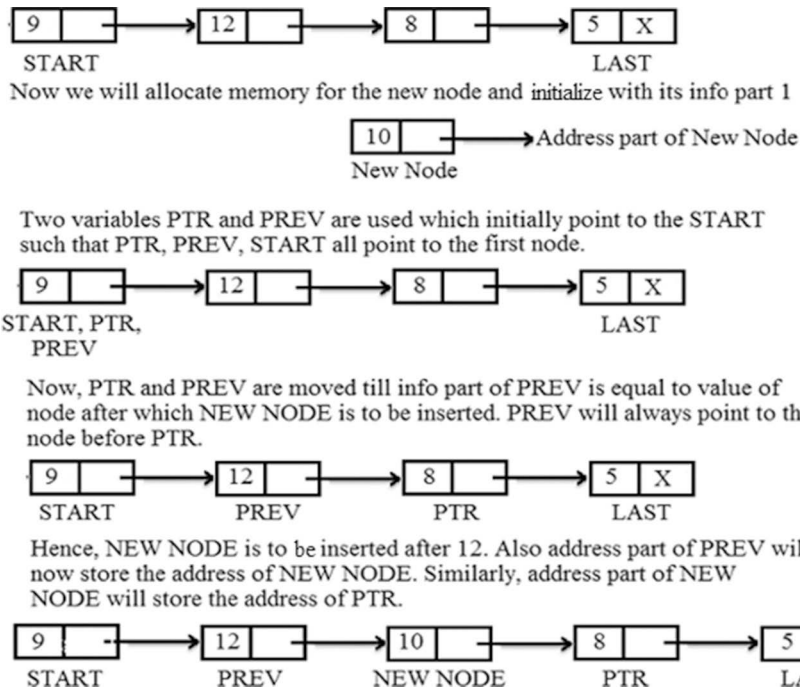 9 12 8 5 X
START LAST
Now we will allocate memory for the new node and initialize with its info part 1
10 Address part of New Node
New Node
Two variables PTR and PREV are used which initially point to the START
such that PTR, PREV, START all point to the first node.
9 12 8 5 X
START, PTR, LAST
PREV
Now, PTR and PREV are moved till info part of PREV is equal to value of
node after which NEW NODE is to be inserted. PREV will always point to th
node before PTR.
9 12 8 5 X
START PREV PTR LAST
Hence, NEW NODE is to be inserted after 12. Also address part of PREV wil
now store the address of NEW NODE. Similarly, address part of NEW
NODE will store the address of PTR.
9 12 10 8 5
START PREV NEW NODE PTR LA